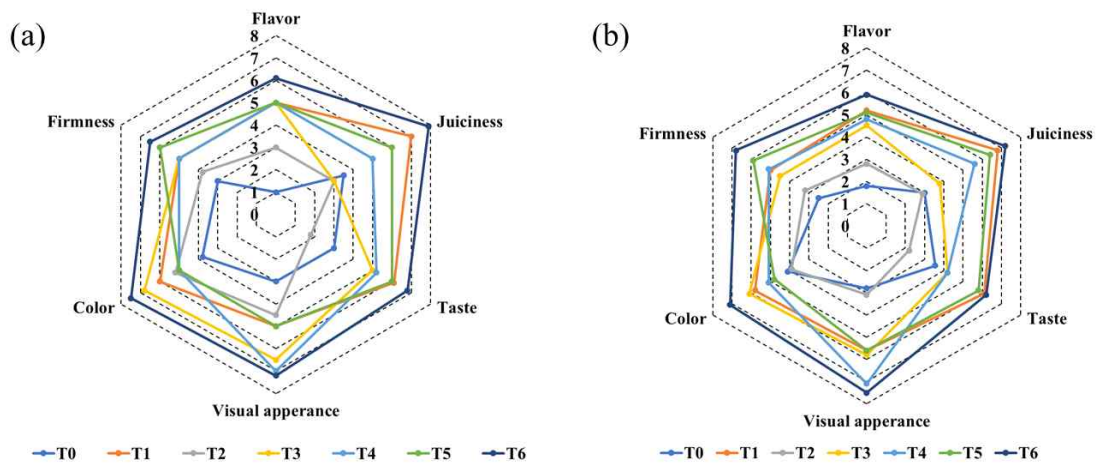 (a)
Flavor
8
7
6
5
4
3
2
1
0
Firmness
Juiciness
Color
Taste
Visual apperance
T0 T1 T2 T3 T4 T5 T6
(b)
Flavor
8
7
6
5
4
3
2
1
0
Firmness
Juiciness
Color
Taste
Visual apperance
T0 T1 T2 T3 T4 T5 T6